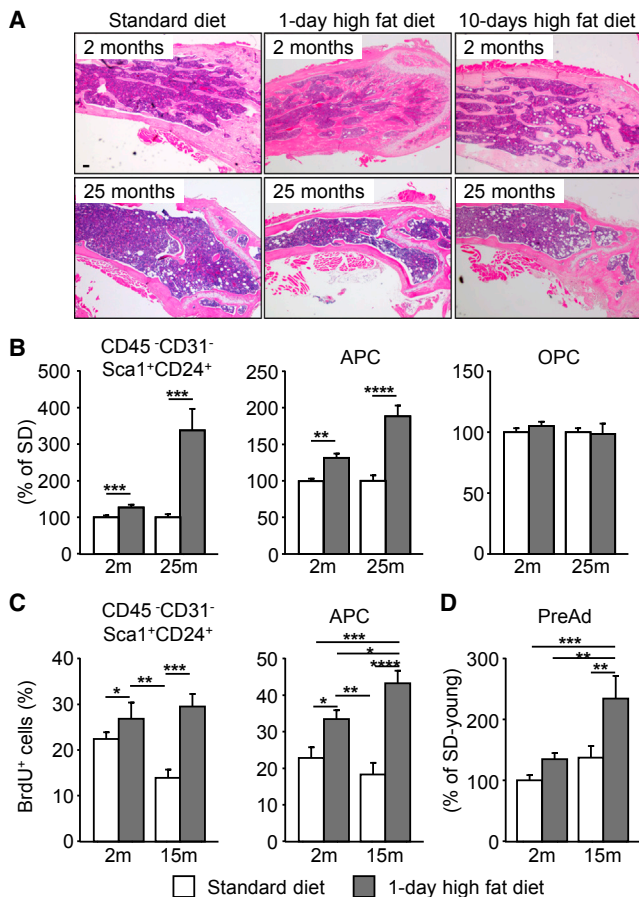 A
Standard diet 1-day high fat diet 10-days high fat diet
2 months 2 months 2 months
25 months 25 months 25 months
B
CD45 -CD31-
Sca1+CD24+
APC
OPC
(% of SD)
500
400
300
200
100
0
***
***
2m 25m
200
150
100
50
0
**
****
2m 25m
150
100
50
0
2m 25m
C
CD45 -CD31-
Sca1+CD24+
APC
BrdU+ cells (%)
40
30
20
10
0
*
**
***
2m 15m
50
40
30
20
10
0
***
*
****
*
**
2m 15m
D
PreAd
(% of SD-young)
300
200
100
0
***
**
**
2m 15m
Standard diet 1-day high fat diet